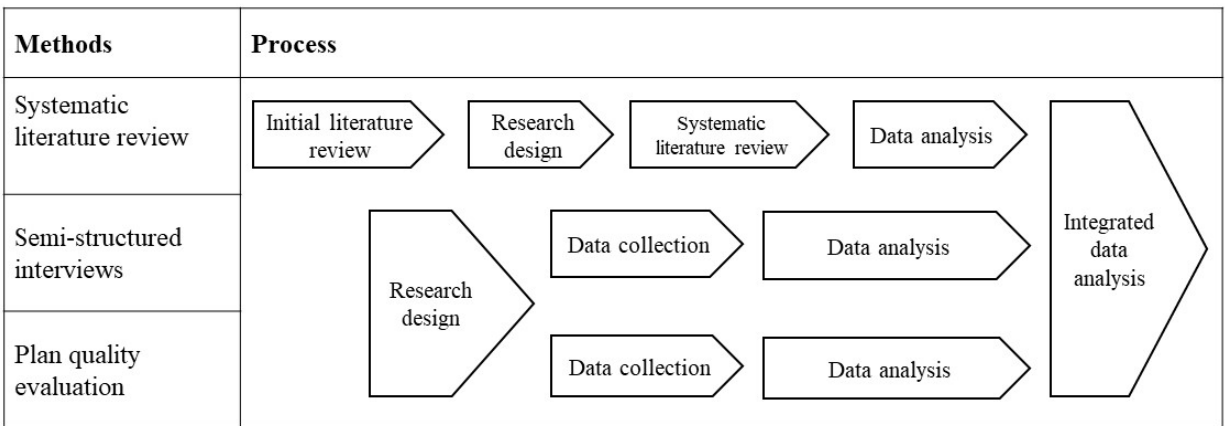 Methods
Process
Systematic
literature review
Initial literature
review
Research
design
Systematic
literature review
Data analysis
Semi-structured
interviews
Research
design
Data collection
Data analysis
Integrated
data
analysis
Plan quality
evaluation
Data collection
Data analysis